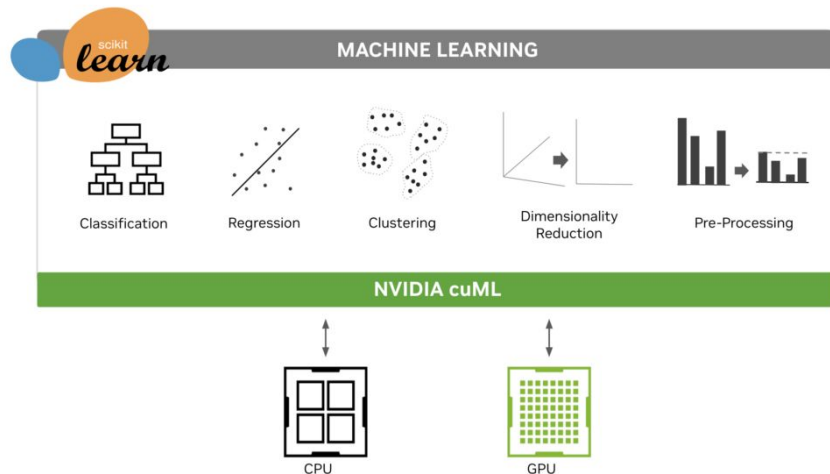 scikit
learn
MACHINE LEARNING
Classification
Regression
Clustering
Dimensionality
Reduction
Pre-Processing
NVIDIA cuML
CPU
GPU